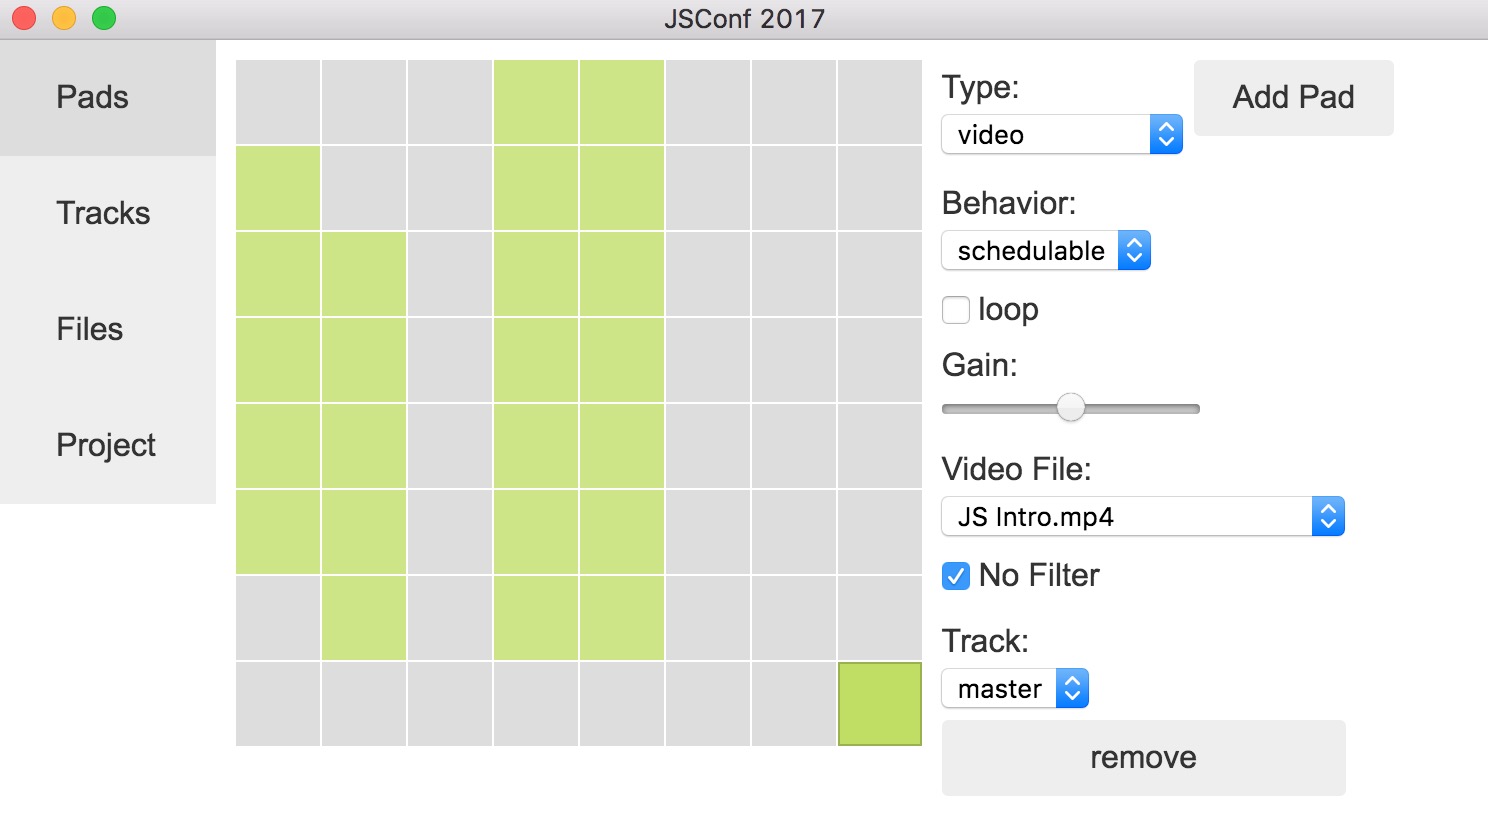 JSConf 2017
Pads
Tracks
Files
Project
Type:
video
Add Pad
Behavior:
schedulable
loop
Gain:
Video File:
JS Intro.mp4
No Filter
Track:
master
remove